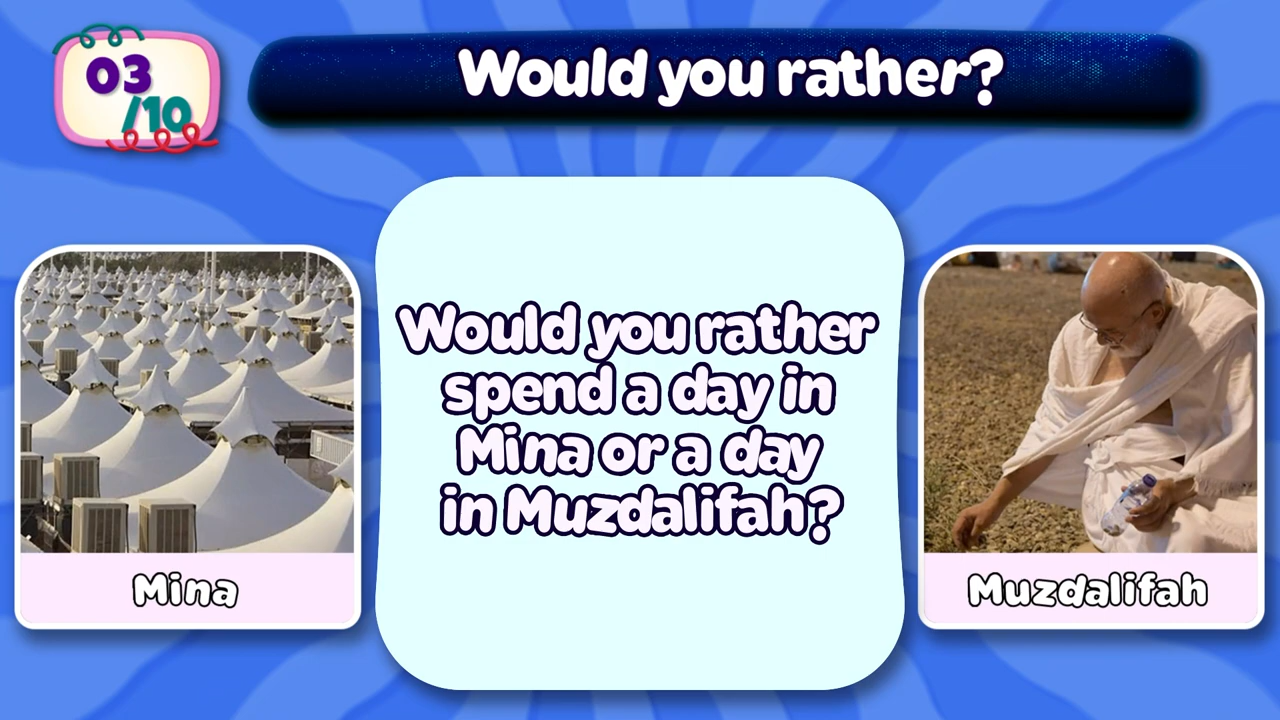 03
/10
Would you rather?
Would you rather
spend a day in
Mina or a day
in Muzdalifah?
Mina
Muzdalifah